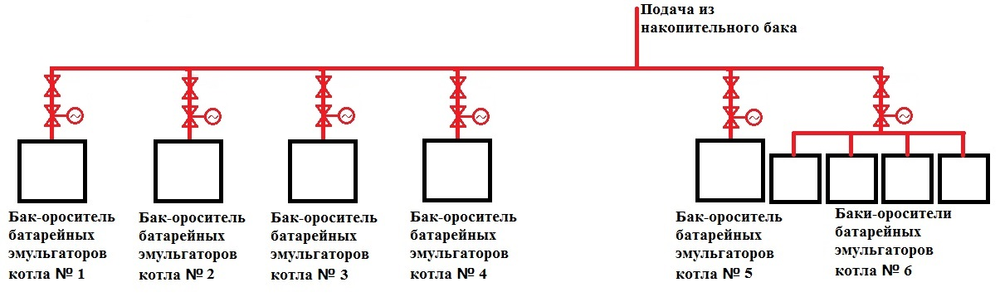 Подача из
накопительного бака
Бак-ороситель
батарейных
эмульгаторов
котла № 1
Бак-ороситель
батарейных
эмульгаторов
котла № 2
Бак-ороситель
батарейных
эмульгаторов
котла № 3
Бак-ороситель
батарейных
эмульгаторов
котла № 4
Бак-ороситель
батарейных
эмульгаторов
котла № 5
Баки-оросители
батарейных
эмульгаторов
котла № 6